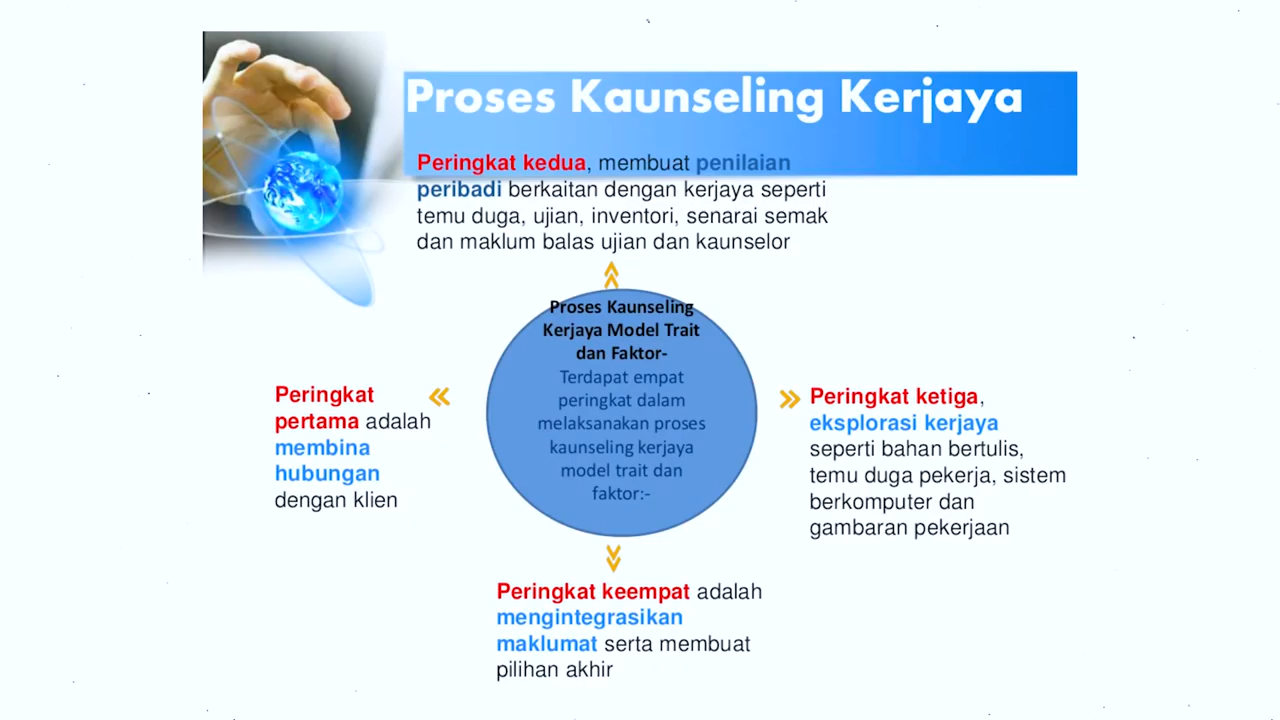 Proses Kaunseling Kerjaya
Peringkat kedua, membuat penilaian
peribadi berkaitan dengan kerjaya seperti
temu duga, ujian, inventori, senarai semak
dan maklum balas ujian dan kaunselor
Proses Kaunseling
Kerjaya Model Trait
dan Faktor-
Terdapat empat
peringkat dalam
melaksanakan proses
kaunseling kerjaya
model trait dan
faktor:-
Peringkat
pertama adalah
membina
hubungan
dengan klien
Peringkat ketiga,
eksplorasi kerjaya
seperti bahan bertulis,
temu duga pekerja, sistem
berkomputer dan
gambaran pekerjaan
Peringkat keempat adalah
mengintegrasikan
maklumat serta membuat
pilihan akhir